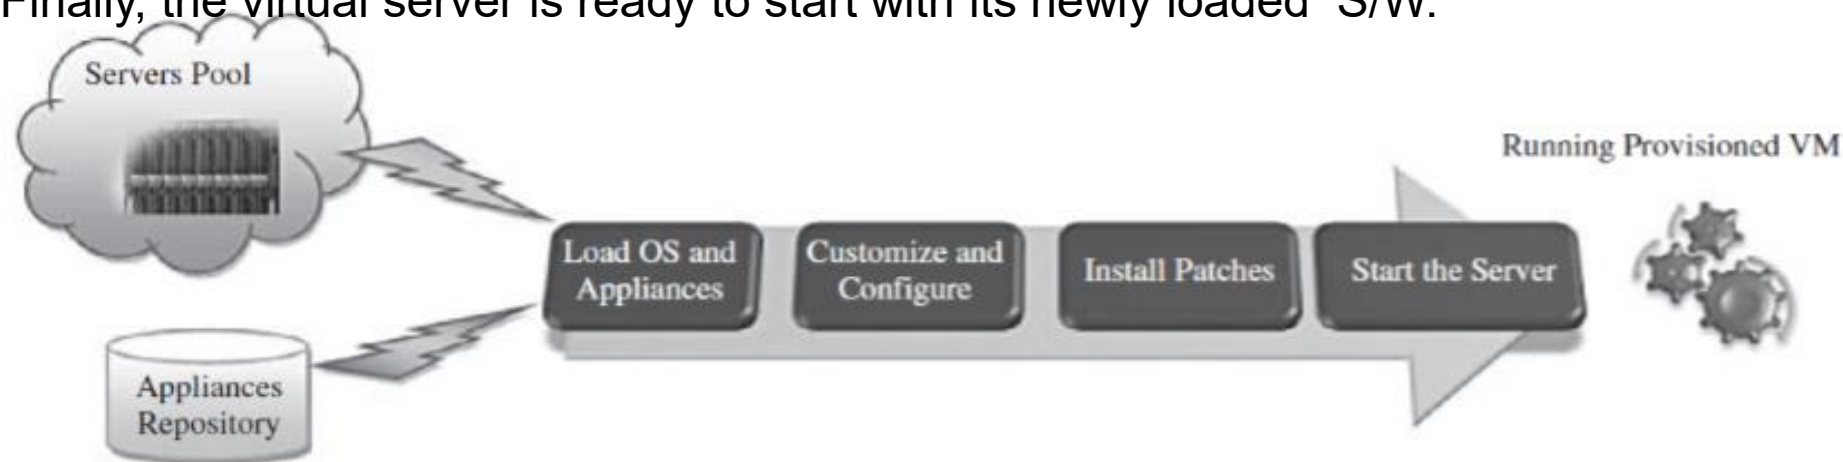 Finally, the virtual server is ready to start with its newly loaded S/W.
Servers Pool
Running Provisioned VM
Load OS and
Appliances
Customize and
Configure
Install Patches
Start the Server
Appliances
Repository